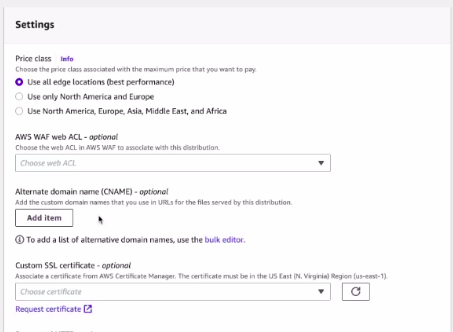 Settings
Price class Info
Choose the price class associated with the maximum price that you want to pay.
Use all edge locations (best performance)
Use only North America and Europe
Use North America, Europe, Asia, Middle East, and Africa
AWS WAF web ACL - optional
Choose the web ACL in AWS WAF to associate with this distribution.
Choose web ACL
Alternate domain name (CNAME) - optional
Add the custom domain names that you use in URLs for the files served by this distribution.
Add item
To add a list of alternative domain names, use the bulk editor.
Custom SSL certificate - optional
Associate a certificate from AWS Certificate Manager. The certificate must be in the US East (N. Virginia) Region (us-east-1).
Choose certificate
Request certificate